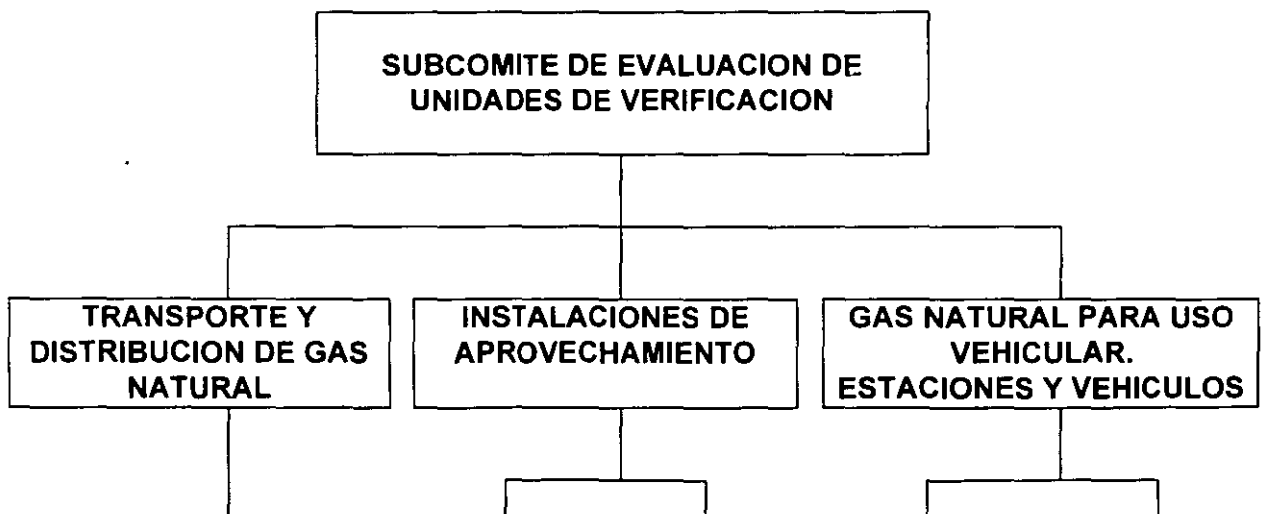 SUBCOMITE DE EVALUACION DE
UNIDADES DE VERIFICACION
TRANSPORTE Y
DISTRIBUCION DE GAS
NATURAL
INSTALACIONES DE
APROVECHAMIENTO
GAS NATURAL PARA USO
VEHICULAR.
ESTACIONES Y VEHICULOS